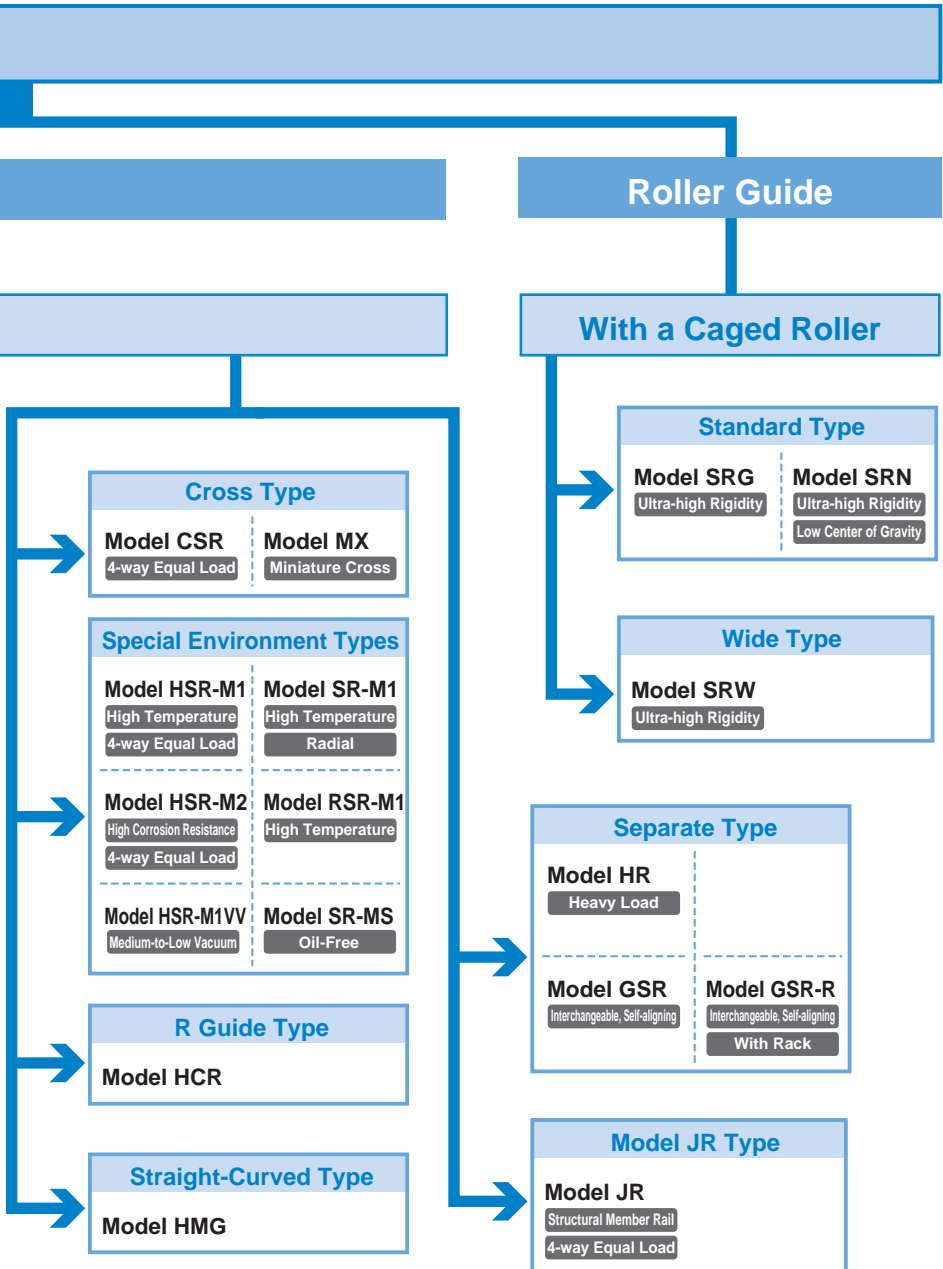 Roller Guide
With a Caged Roller
Standard Type
Model SRG
Ultra-high Rigidity
Model SRN
Ultra-high Rigidity
Low Center of Gravity
Wide Type
Model SRW
Ultra-high Rigidity
Cross Type
Model CSR
4-way Equal Load
Model MX
Miniature Cross
Special Environment Types
Model HSR-M1
High Temperature
4-way Equal Load
Model SR-M1
High Temperature
Radial
Model HSR-M2
High Corrosion Resistance
4-way Equal Load
Model RSR-M1
High Temperature
Model HSR-M1VV
Medium-to-Low Vacuum
Model SR-MS
Oil-Free
R Guide Type
Model HCR
Straight-Curved Type
Model HMG
Separate Type
Model HR
Heavy Load
Model GSR
Interchangeable, Self-aligning
Model GSR-R
Interchangeable, Self-aligning
With Rack
Model JR Type
Model JR
Structural Member Rail
4-way Equal Load